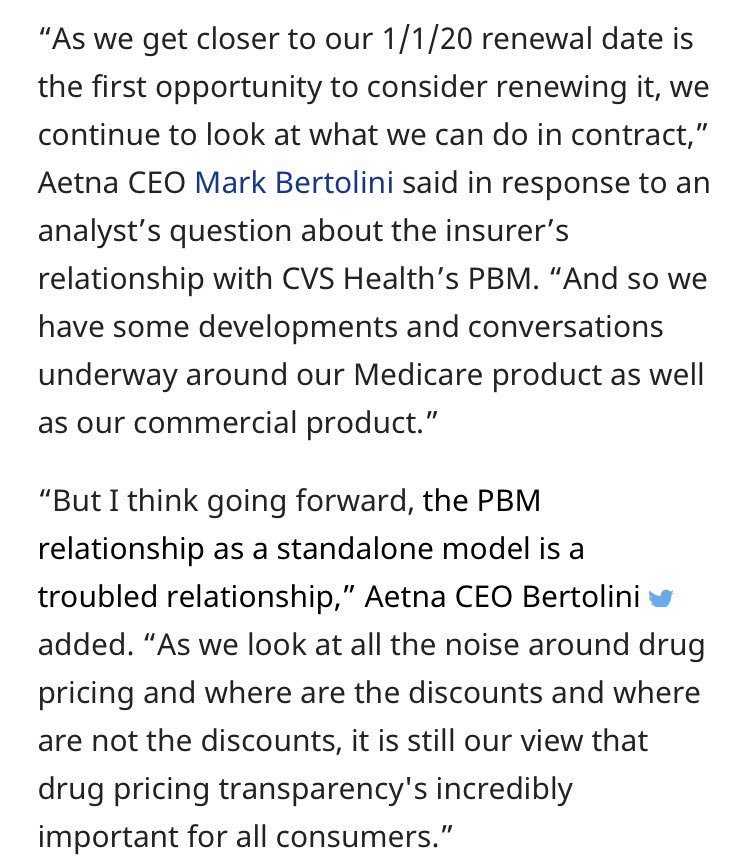 “As we get closer to our 1/1/20 renewal date is
the first opportunity to consider renewing it, we
continue to look at what we can do in contract,”
Aetna CEO Mark Bertolini said in response to an
analyst’s question about the insurer’s
relationship with CVS Health’s PBM. “And so we
have some developments and conversations
underway around our Medicare product as well
as our commercial product.”
“But I think going forward, the PBM
relationship as a standalone model is a
troubled relationship,” Aetna CEO Bertolini
added. “As we look at all the noise around drug
pricing and where are the discounts and where
are not the discounts, it is still our view that
drug pricing transparency's incredibly
important for all consumers.”